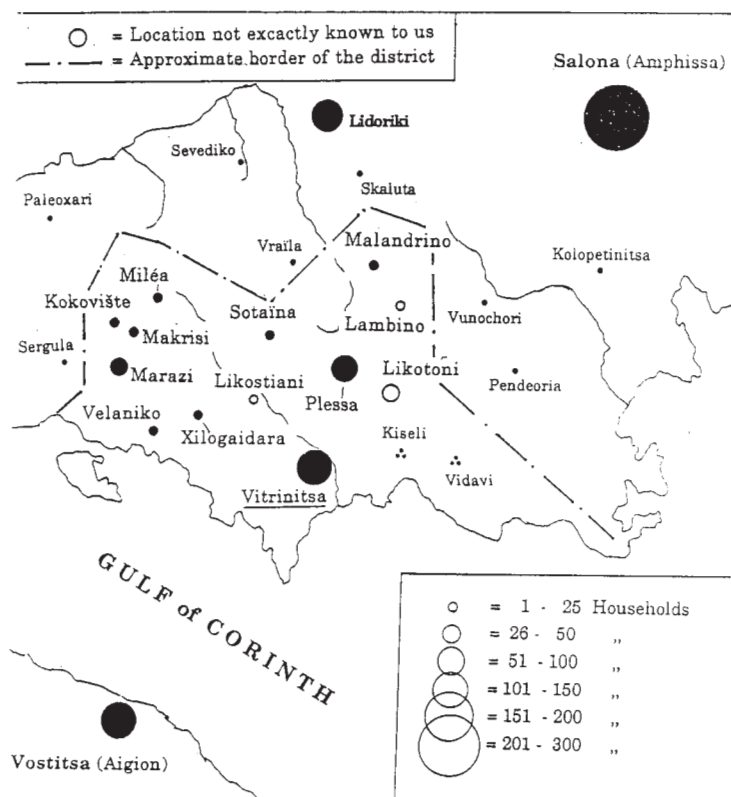 = Location not excactly known to us
= Approximate border of the district
Salona (Amphissa)
Lidoriki
Sevediko
Skaluta
Paleoxari
Vraïla
Malandrino
Kolopetinitsa
Miléa
Kokovište
Sotaïna
Lambino
Vunochori
Makrisi
Sergula
Marazi
Likostiani
Plessa
Likotoni
Pendeoria
Velaniko
Xilogaidara
Kiseli
Vidavi
Vitrinitsa
GULF of CORINTH
Vostitsa (Aigion)
= 1 - 25 Households
= 26 - 50 „
= 51 - 100 „
= 101 - 150 „
= 151 - 200 „
= 201 - 300 „